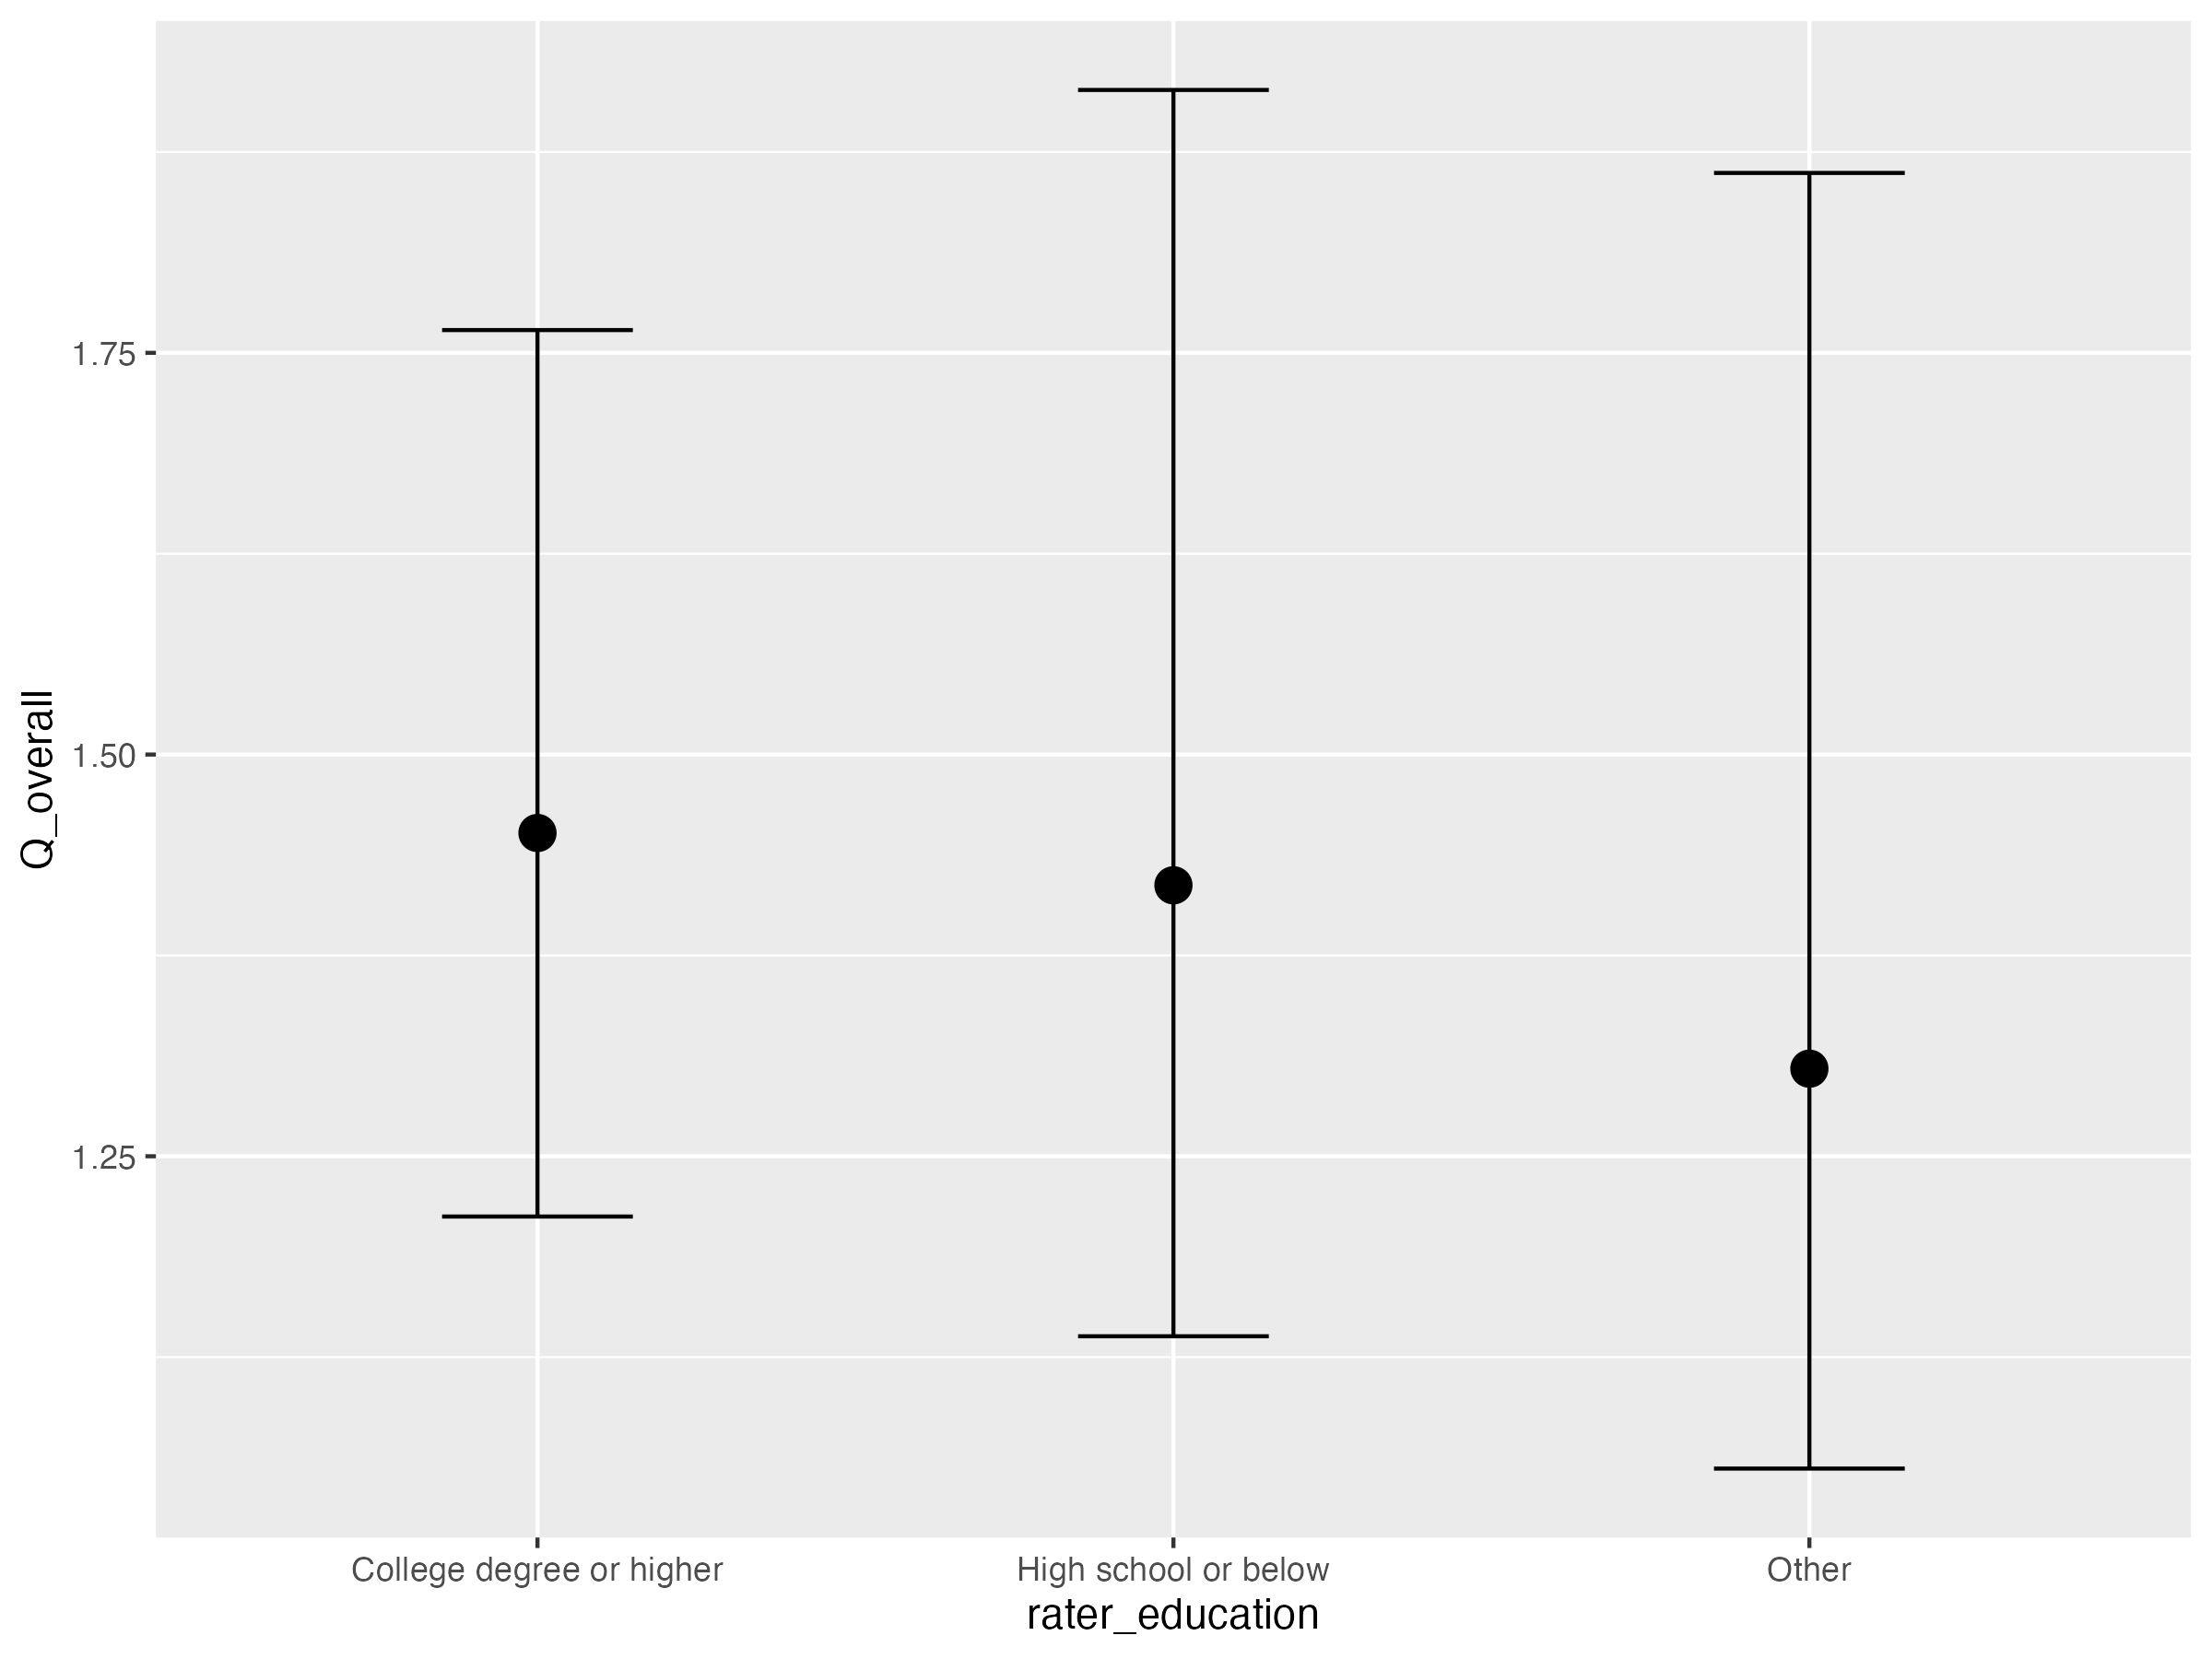 Q_overall
1.75
1.50
1.25
College degree or higher
High school or below
Other
rater_education